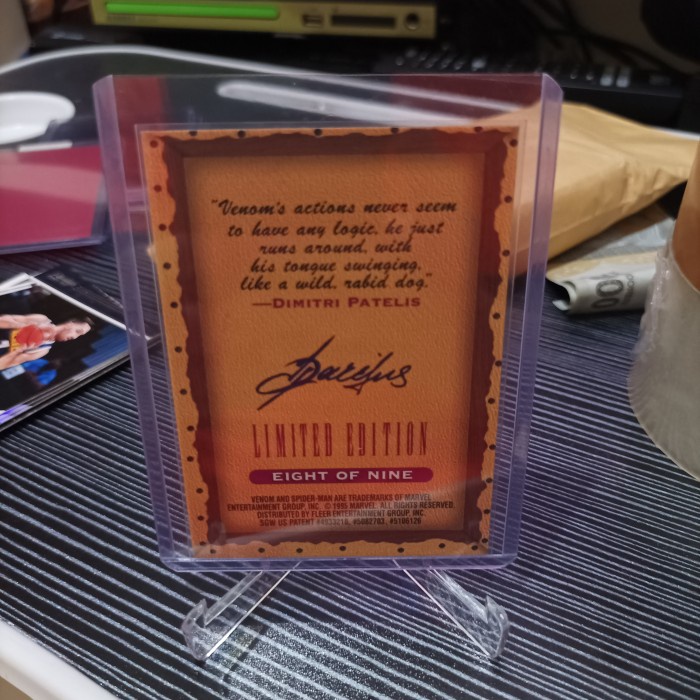 "Venom's actions never seem
to have any logic. he just
runs around, with
his tongue swinging,
like a wild, rabid dog."
—DIMITRI PATELIS
LIMITED EDITION
EIGHT OF NINE
VENOM AND SPIDER-MAN ARE TRADEMARKS OF MARVEL
ENTERTAINMENT GROUP, INC. © 1995 MARVEL. ALL RIGHTS RESERVED.
DISTRIBUTED BY FLEER ENTERTAINMENT GROUP, INC.